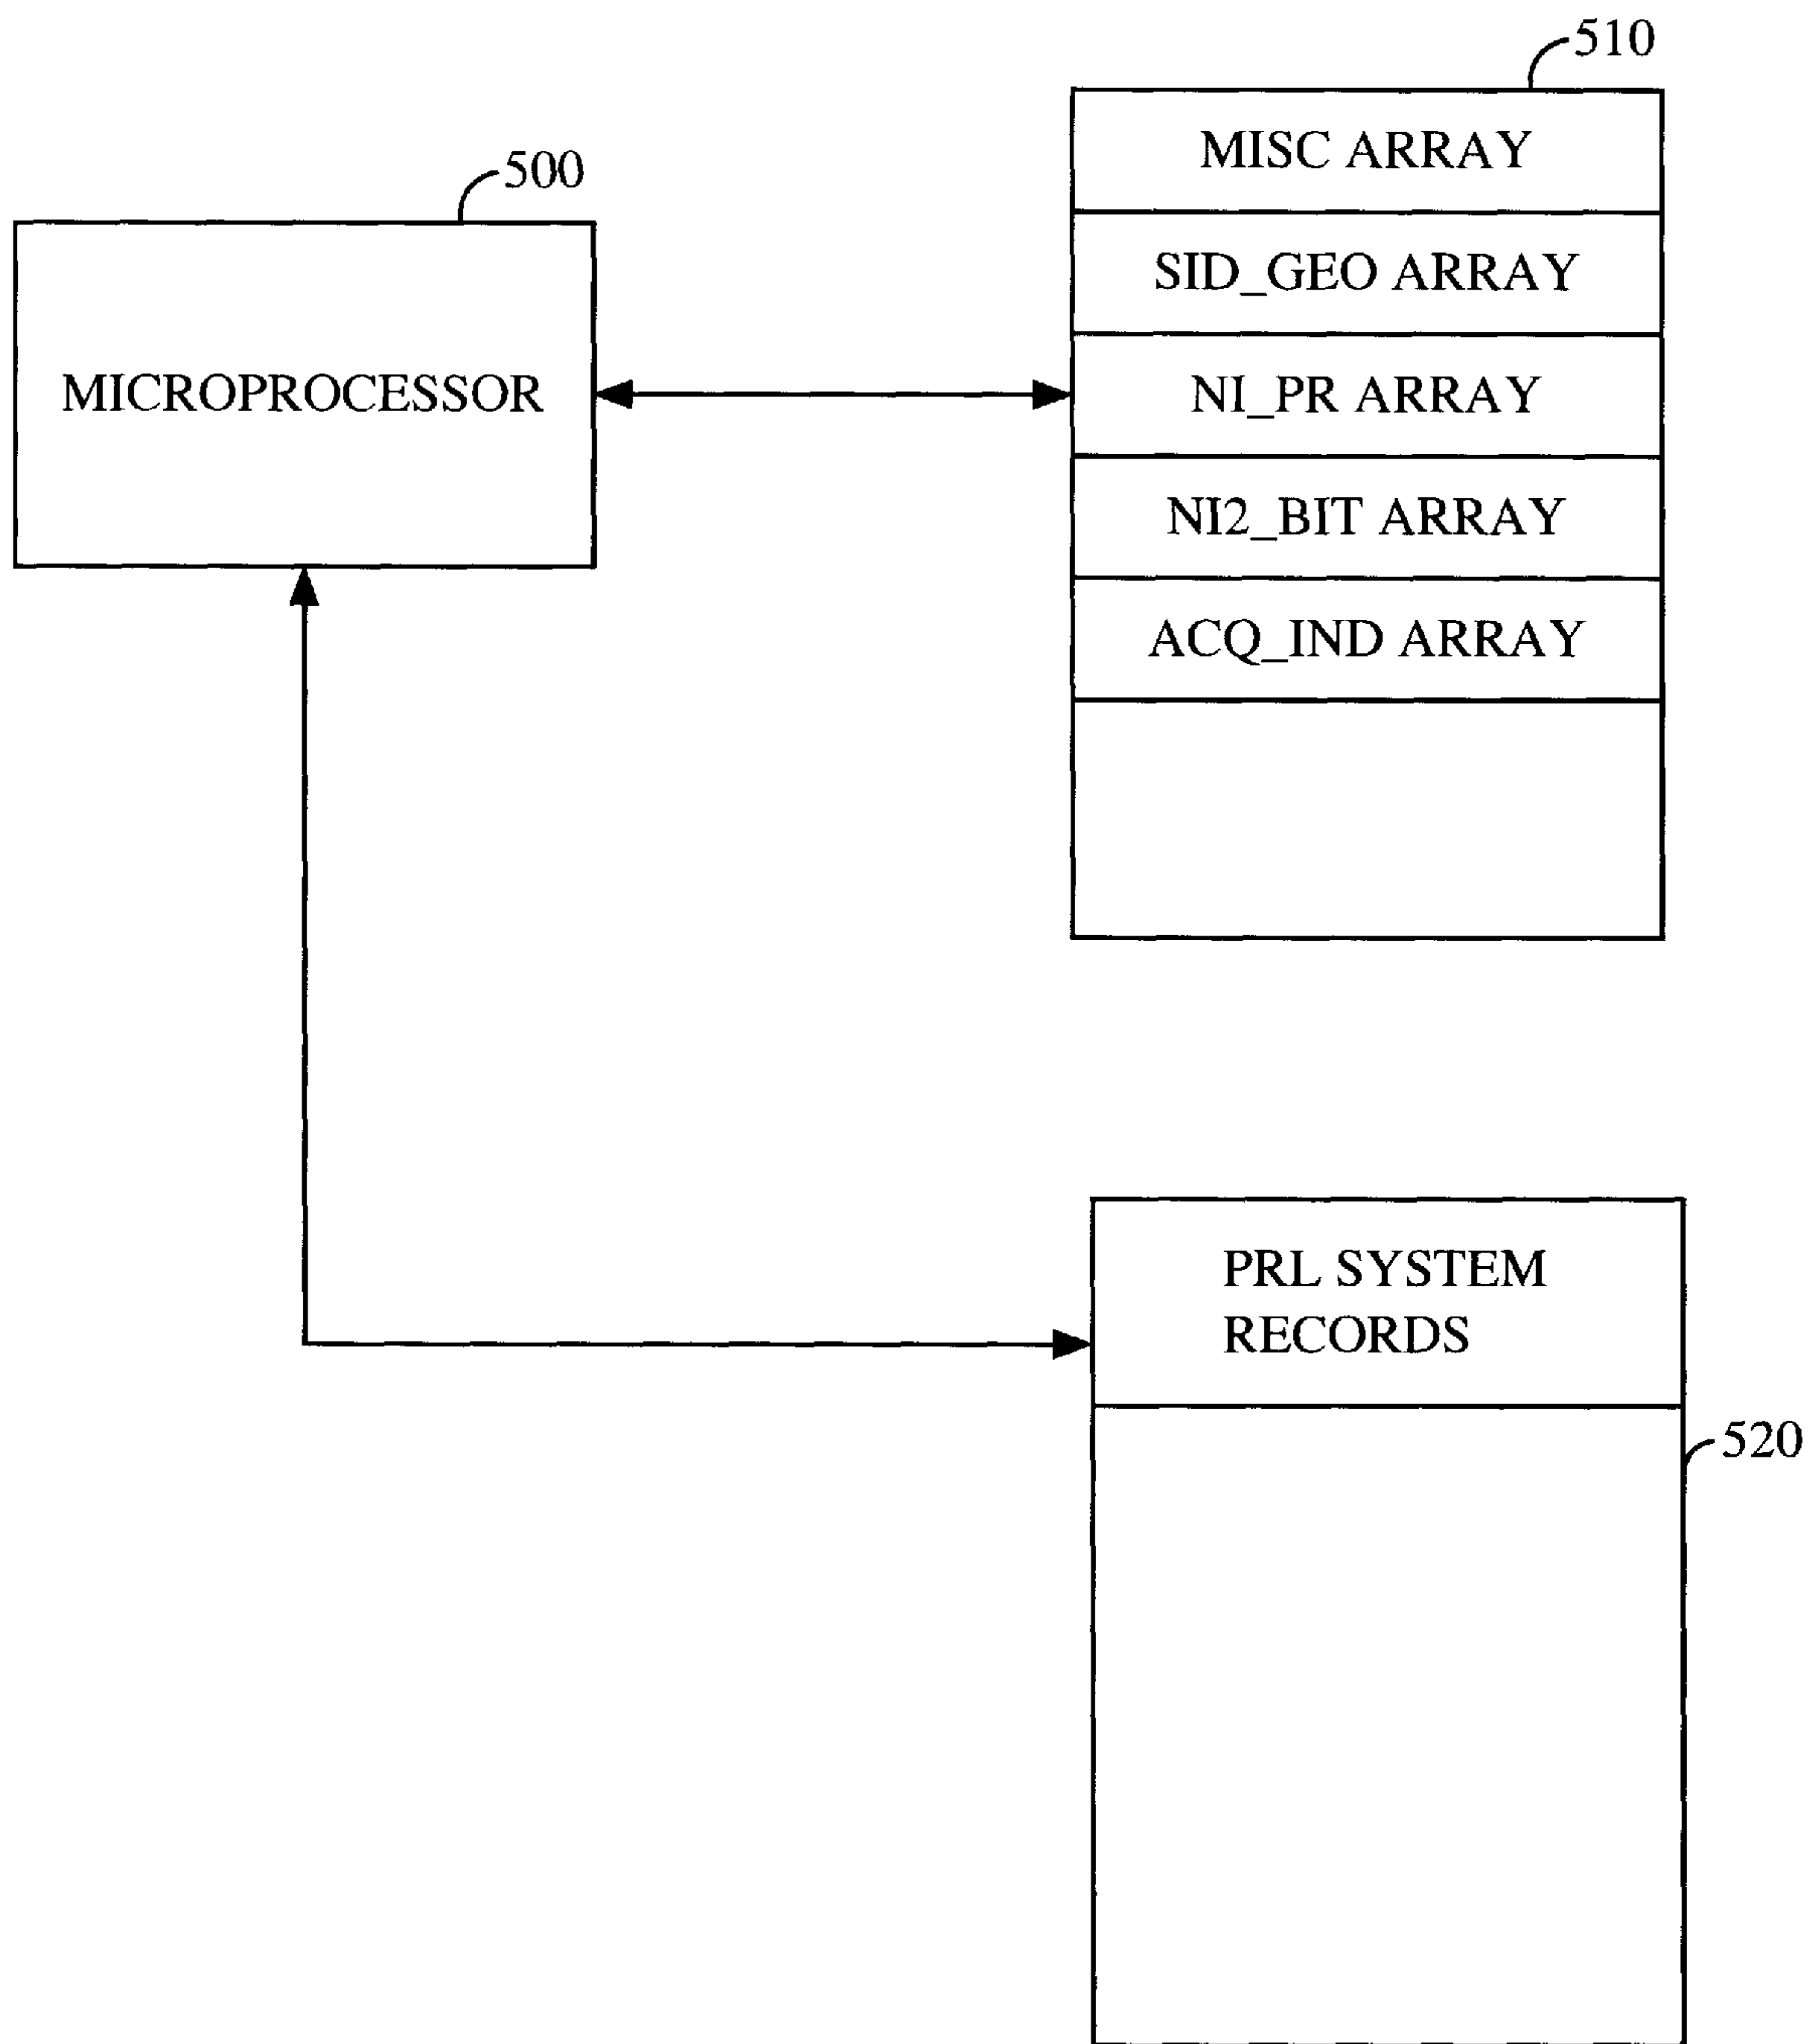 510
MISC ARRAY
500
SID_GEO ARRAY
MICROPROCESSOR
NI_PR ARRAY
NI2_BIT ARRAY
ACQ_IND ARRAY
PRL SYSTEM
RECORDS
520